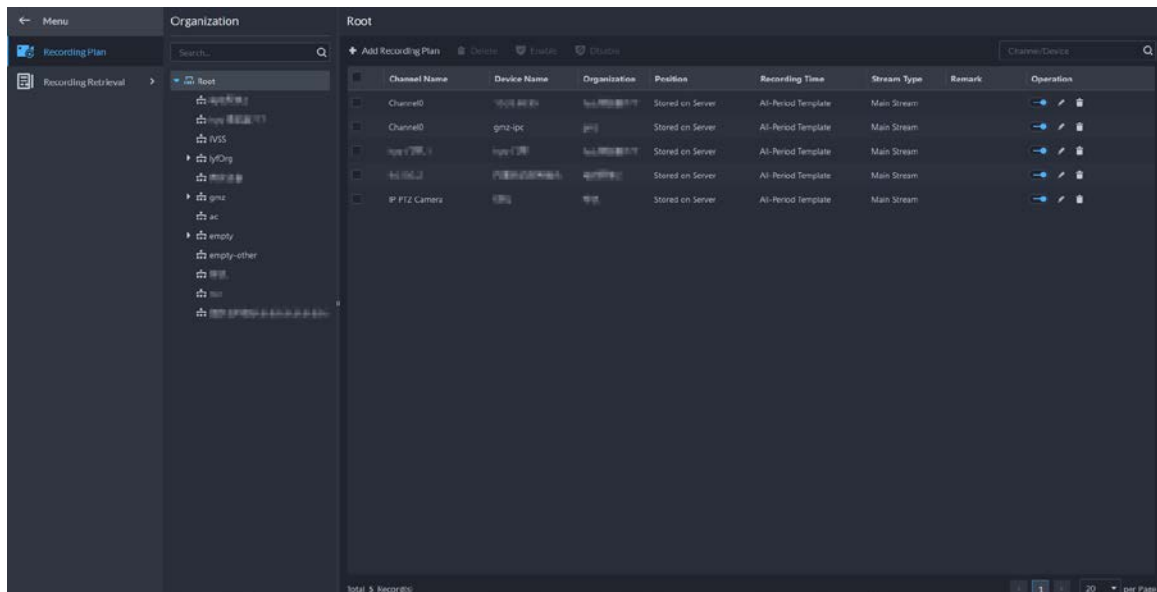 Menu
Recording Plan
Recording Retrieval
Organization
Search...
Root
IVSS
lyfOrg
gmz
ac
empty
empty-other
Root
Add Recording Plan Delete Enable Disable Channel/Device
Channel Name Device Name Organization Position Recording Time Stream Type Remark Operation
Channel0 Stored on Server All-Period Template Main Stream
Channel0 gmz-ipc Stored on Server All-Period Template Main Stream
Stored on Server All-Period Template Main Stream
Stored on Server All-Period Template Main Stream
IP PTZ Camera Stored on Server All-Period Template Main Stream
Total 5 Record(s) 1 20 per Page